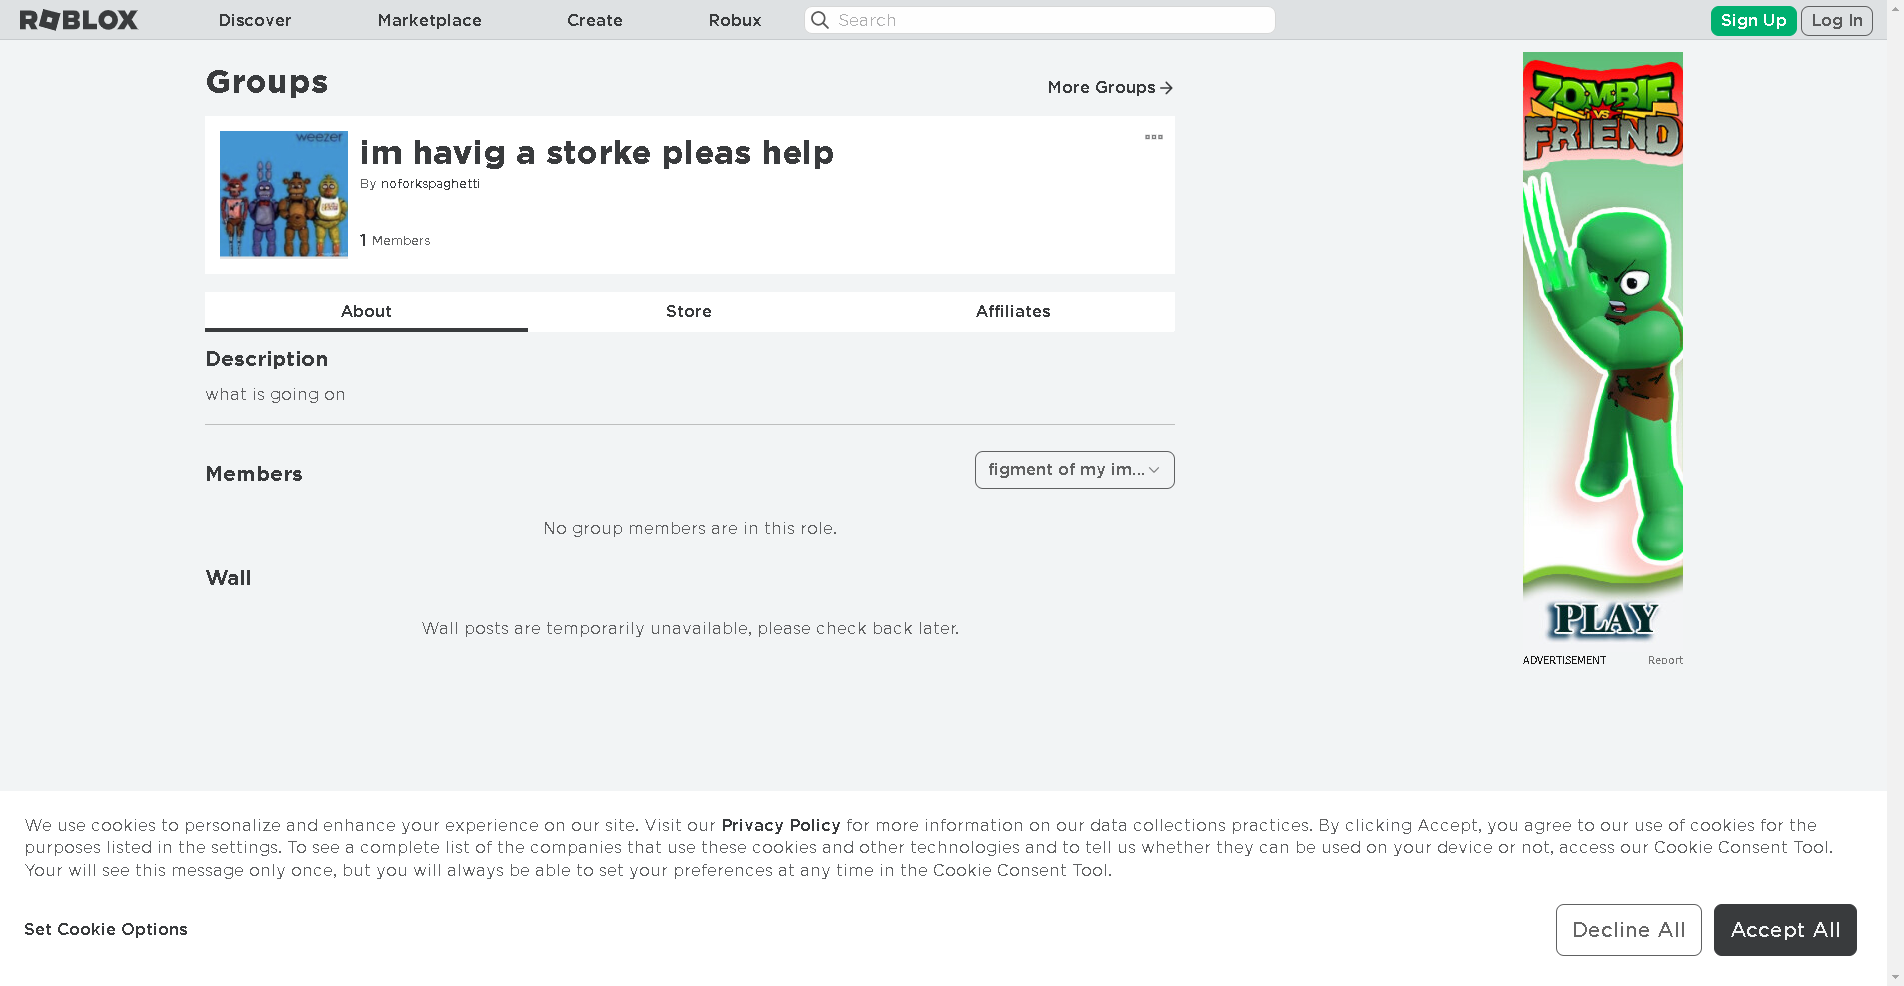 ROBLOX
Discover
Marketplace
Create
Robux
Search
Sign Up
Log In
Groups
More Groups
weezer
im havig a storke pleas help
By noforkspaghetti
1 Members
About
Store
Affiliates
Description
what is going on
Members
figment of my im...
No group members are in this role.
Wall
Wall posts are temporarily unavailable, please check back later.
ZOMBIE
VS
FRIEND
PLAY
ADVERTISEMENT
Report
We use cookies to personalize and enhance your experience on our site. Visit our Privacy Policy for more information on our data collections practices. By clicking Accept, you agree to our use of cookies for the
purposes listed in the settings. To see a complete list of the companies that use these cookies and other technologies and to tell us whether they can be used on your device or not, access our Cookie Consent Tool.
Your will see this message only once, but you will always be able to set your preferences at any time in the Cookie Consent Tool.
Set Cookie Options
Decline All
Accept All